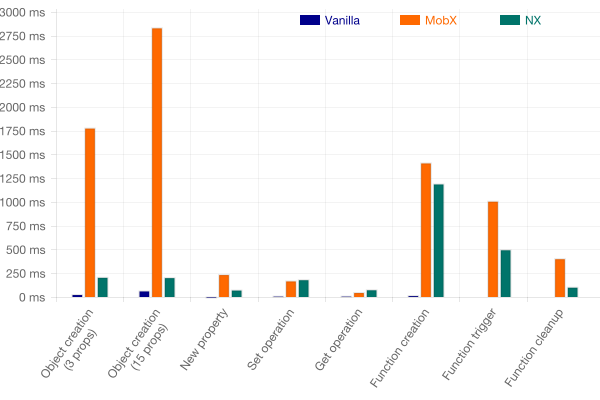 3000 ms
2750 ms
2500 ms
2250 ms
2000 ms
1750 ms
1500 ms
1250 ms
1000 ms
750 ms
500 ms
250 ms
0 ms
Vanilla
MobX
NX
Object creation
(3 props)
Object creation
(15 props)
New property
Set operation
Get operation
Function creation
Function trigger
Function cleanup